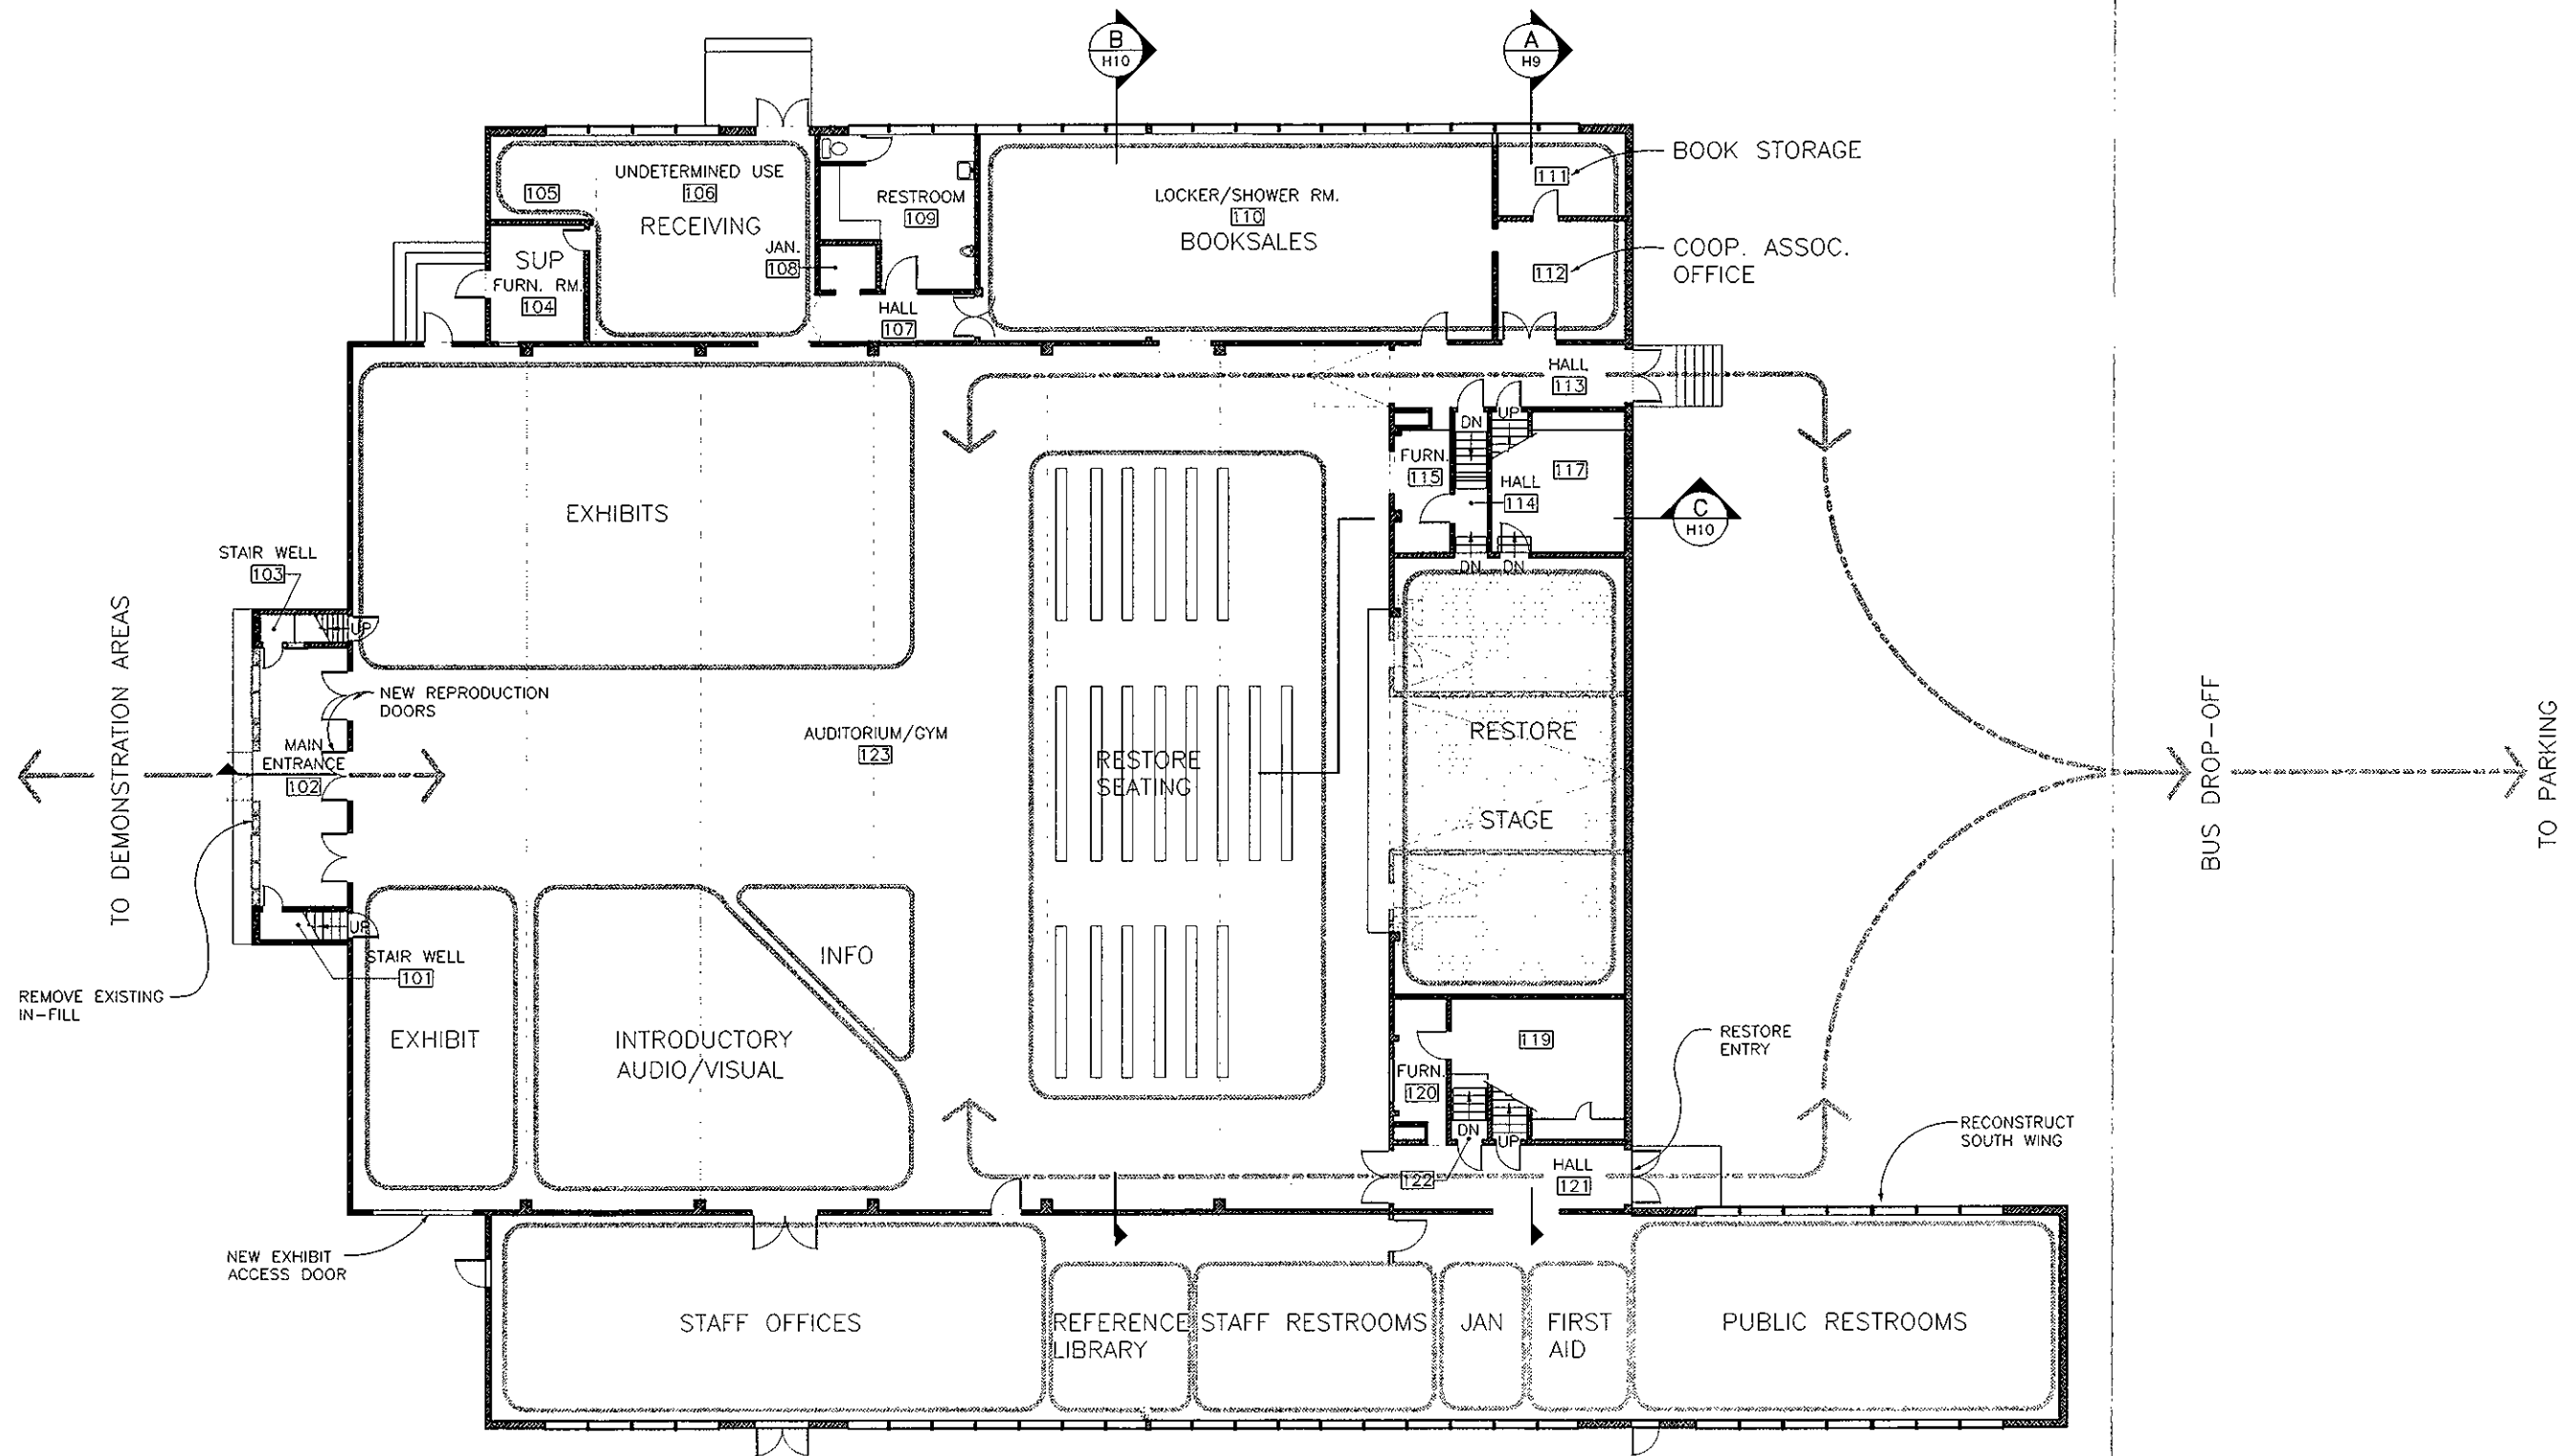 B
H10
A
H9
BOOK STORAGE
111
UNDETERMINED USE
106
105
RECEIVING
RESTROOM
109
LOCKER/SHOWER RM.
110
BOOKSALES
COOP. ASSOC.
OFFICE
112
JAN.
108
SUP
FURN. RM.
104
HALL
107
HALL
113
DN
UP
FURN.
115
117
HALL
114
C
H10
DN
DN
EXHIBITS
STAIR WELL
103
UP
NEW REPRODUCTION
DOORS
TO DEMONSTRATION AREAS
MAIN
ENTRANCE
102
AUDITORIUM/GYM
123
RESTORE
SEATING
RESTORE
STAGE
BUS DROP-OFF
TO PARKING
UP
STAIR WELL
101
REMOVE EXISTING
IN-FILL
EXHIBIT
INTRODUCTORY
AUDIO/VISUAL
INFO
119
FURN.
120
DN
UP
RESTORE
ENTRY
122
HALL
121
RECONSTRUCT
SOUTH WING
NEW EXHIBIT
ACCESS DOOR
STAFF OFFICES
REFERENCE
LIBRARY
STAFF RESTROOMS
JAN
FIRST
AID
PUBLIC RESTROOMS